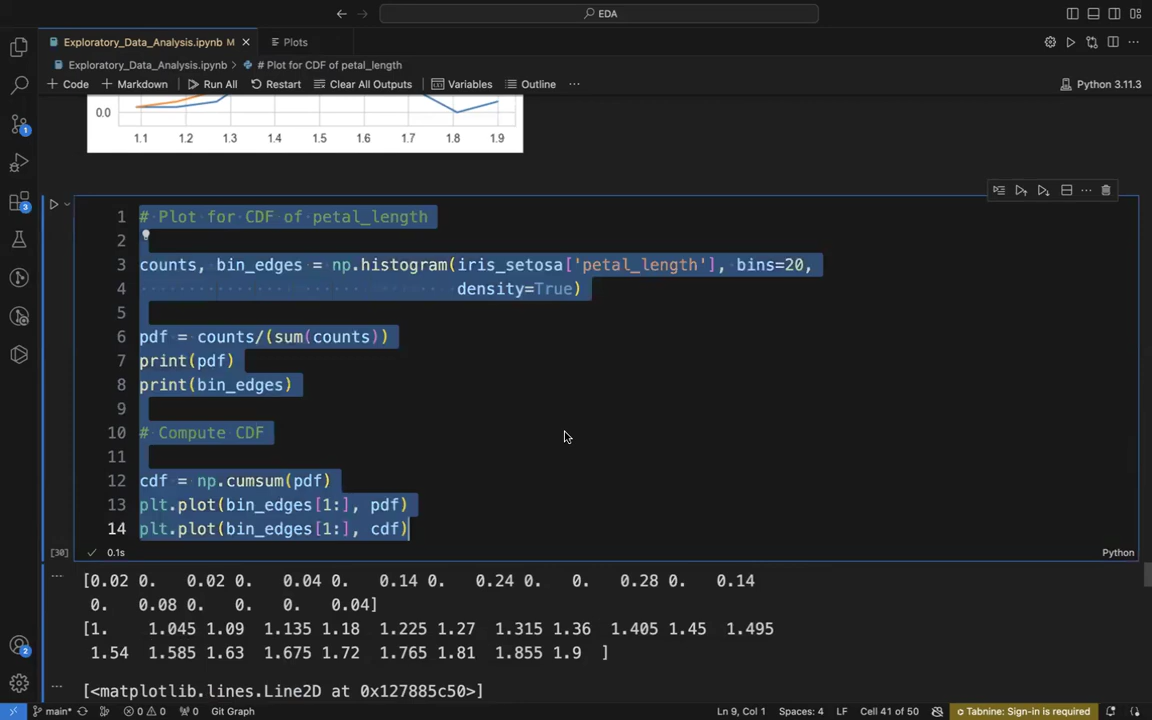 EDA
Exploratory_Data_Analysis.ipynb M
Plots
Exploratory_Data_Analysis.ipynb > # Plot for CDF of petal_length
+ Code + Markdown Run All Restart Clear All Outputs Variables Outline ...
Python 3.11.3
0.0
1.1 1.2 1.3 1.4 1.5 1.6 1.7 1.8 1.9
1 # Plot for CDF of petal_length
2
3 counts, bin_edges = np.histogram(iris_setosa['petal_length'], bins=20,
4 density=True)
5
6 pdf = counts/(sum(counts))
7 print(pdf)
8 print(bin_edges)
9
10 # Compute CDF
11
12 cdf = np.cumsum(pdf)
13 plt.plot(bin_edges[1:], pdf)
14 plt.plot(bin_edges[1:], cdf)
[30] 0.1s Python
[0.02 0. 0.02 0. 0.04 0. 0.14 0. 0.24 0. 0. 0.28 0. 0.14
0. 0.08 0. 0. 0. 0.04]
[1. 1.045 1.09 1.135 1.18 1.225 1.27 1.315 1.36 1.405 1.45 1.495
1.54 1.585 1.63 1.675 1.72 1.765 1.81 1.855 1.9 ]
[<matplotlib.lines.Line2D at 0x127885c50>]
1
3
2
main* 0 0 0 Git Graph Ln 9, Col 1 Spaces: 4 LF Cell 41 of 50 Tabnine: Sign-in is required